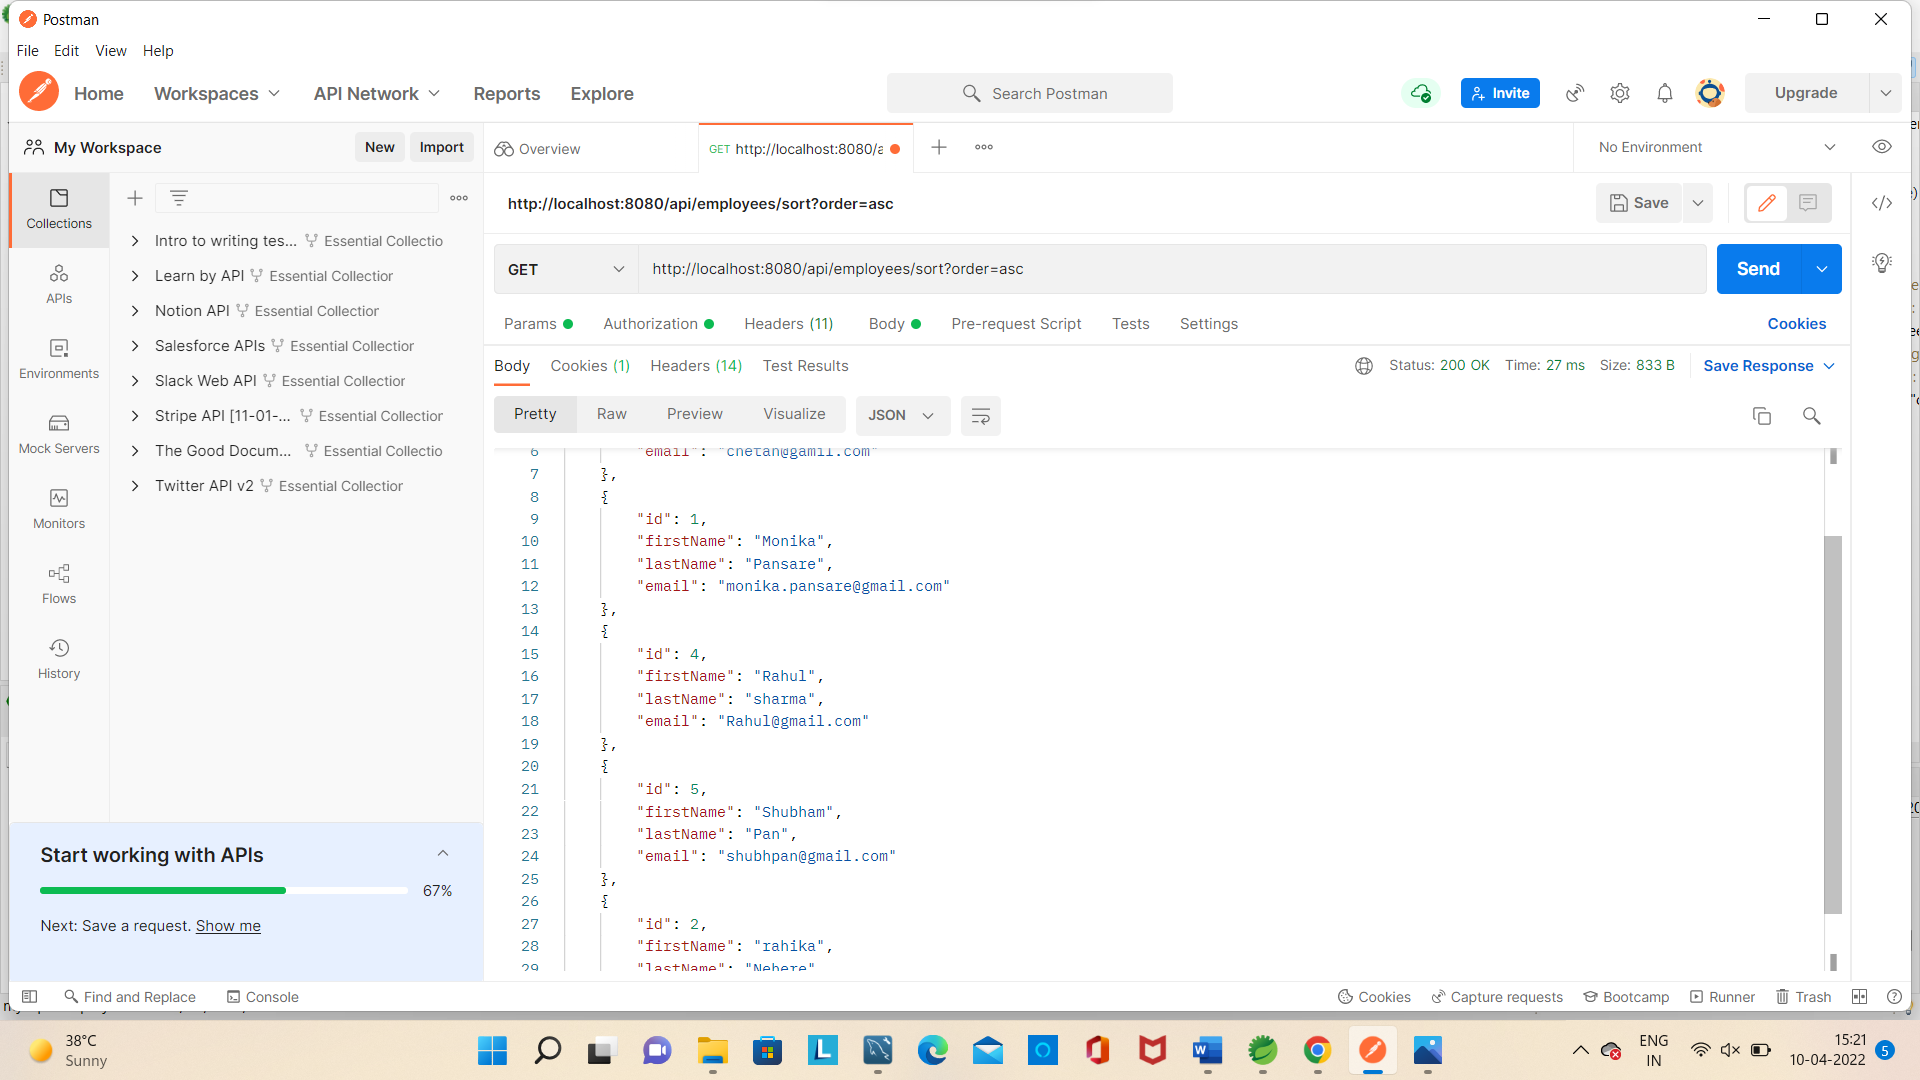 Postman
File Edit View Help
Home Workspaces API Network Reports Explore Search Postman Invite Upgrade
My Workspace New Import Overview GET http://localhost:8080/a No Environment
http://localhost:8080/api/employees/sort?order=asc Save
GET http://localhost:8080/api/employees/sort?order=asc Send
Params Authorization Headers (11) Body Pre-request Script Tests Settings Cookies
Body Cookies (1) Headers (14) Test Results Status: 200 OK Time: 27 ms Size: 833 B Save Response
Pretty Raw Preview Visualize JSON
Collections
APIs
Environments
Mock Servers
Monitors
Flows
History
Intro to writing tes... Essential Collectio
Learn by API Essential Collection
Notion API Essential Collection
Salesforce APIs Essential Collection
Slack Web API Essential Collection
Stripe API [11-01-... Essential Collection
The Good Docum... Essential Collectio
Twitter API v2 Essential Collection
6 "email": "chetan@gamil.com"
7 },
8 {
9 "id": 1,
10 "firstName": "Monika",
11 "lastName": "Pansare",
12 "email": "monika.pansare@gmail.com"
13 },
14 {
15 "id": 4,
16 "firstName": "Rahul",
17 "lastName": "sharma",
18 "email": "Rahul@gmail.com"
19 },
20 {
21 "id": 5,
22 "firstName": "Shubham",
23 "lastName": "Pan",
24 "email": "shubhpan@gmail.com"
25 },
26 {
27 "id": 2,
28 "firstName": "rahika",
29 "lastName": "Nehere"
Start working with APIs
67%
Next: Save a request. Show me
Find and Replace Console Cookies Capture requests Bootcamp Runner Trash
38°C
Sunny
ENG
IN
15:21
10-04-2022
5